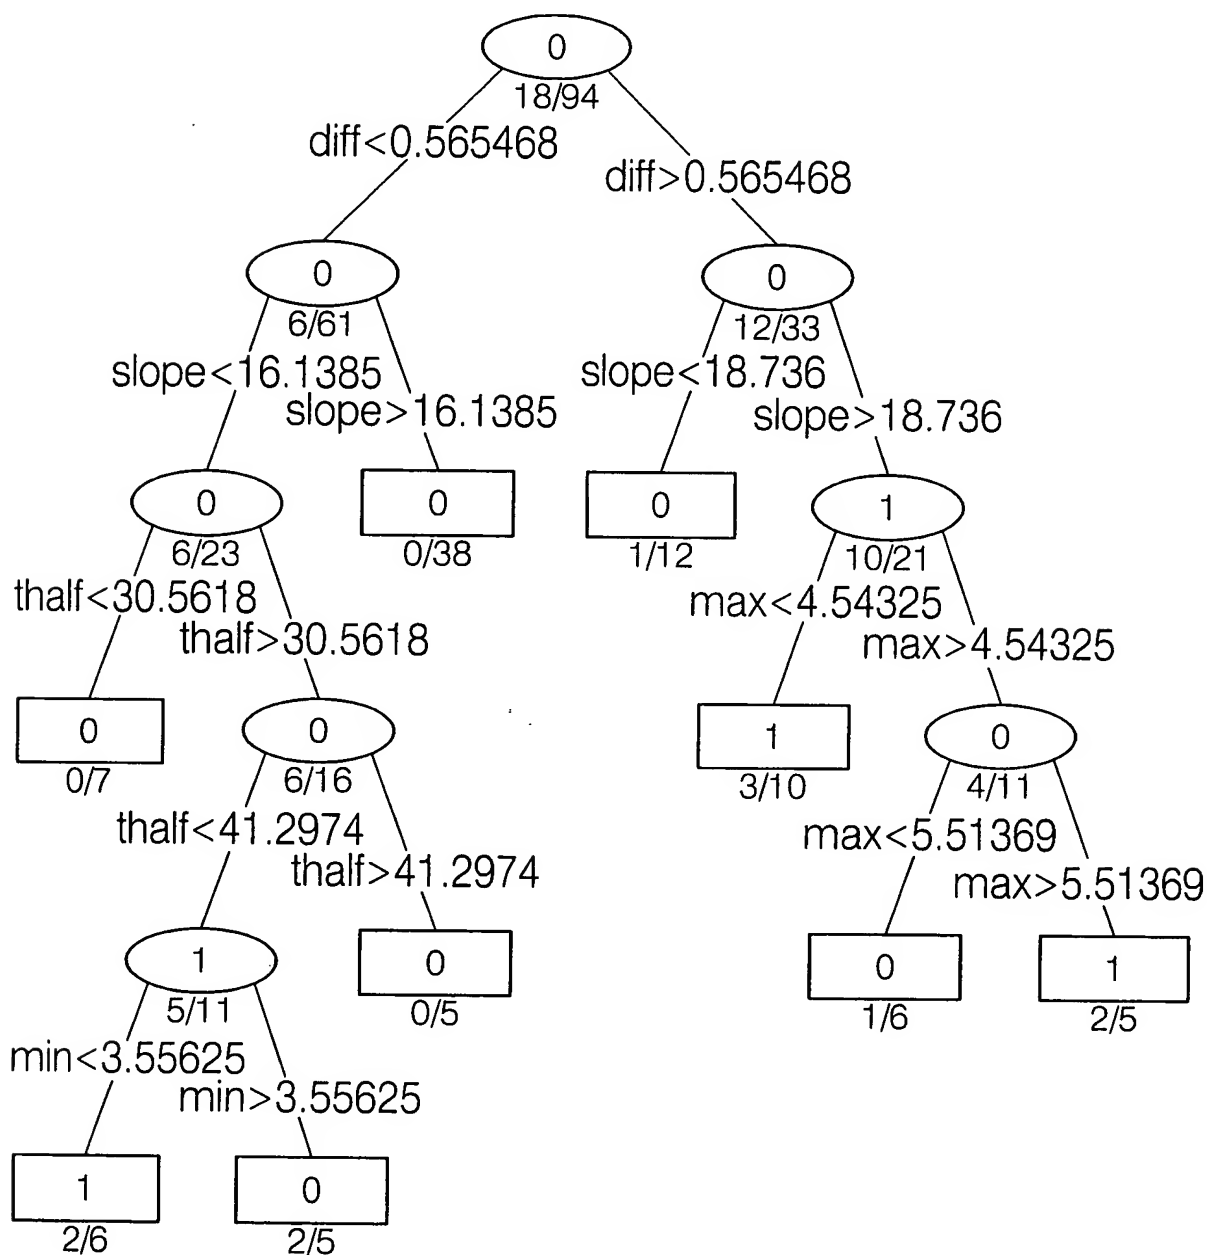 0
18/94
diff<0.565468
diff>0.565468
0
6/61
0
12/33
slope<16.1385
slope>16.1385
slope<18.736
slope>18.736
0
6/23
0
0/38
0
1/12
1
10/21
thalf<30.5618
thalf>30.5618
max<4.54325
max>4.54325
0
0/7
0
6/16
1
3/10
0
4/11
thalf<41.2974
thalf>41.2974
max<5.51369
max>5.51369
1
5/11
0
0/5
0
1/6
1
2/5
min<3.55625
min>3.55625
1
2/6
0
2/5